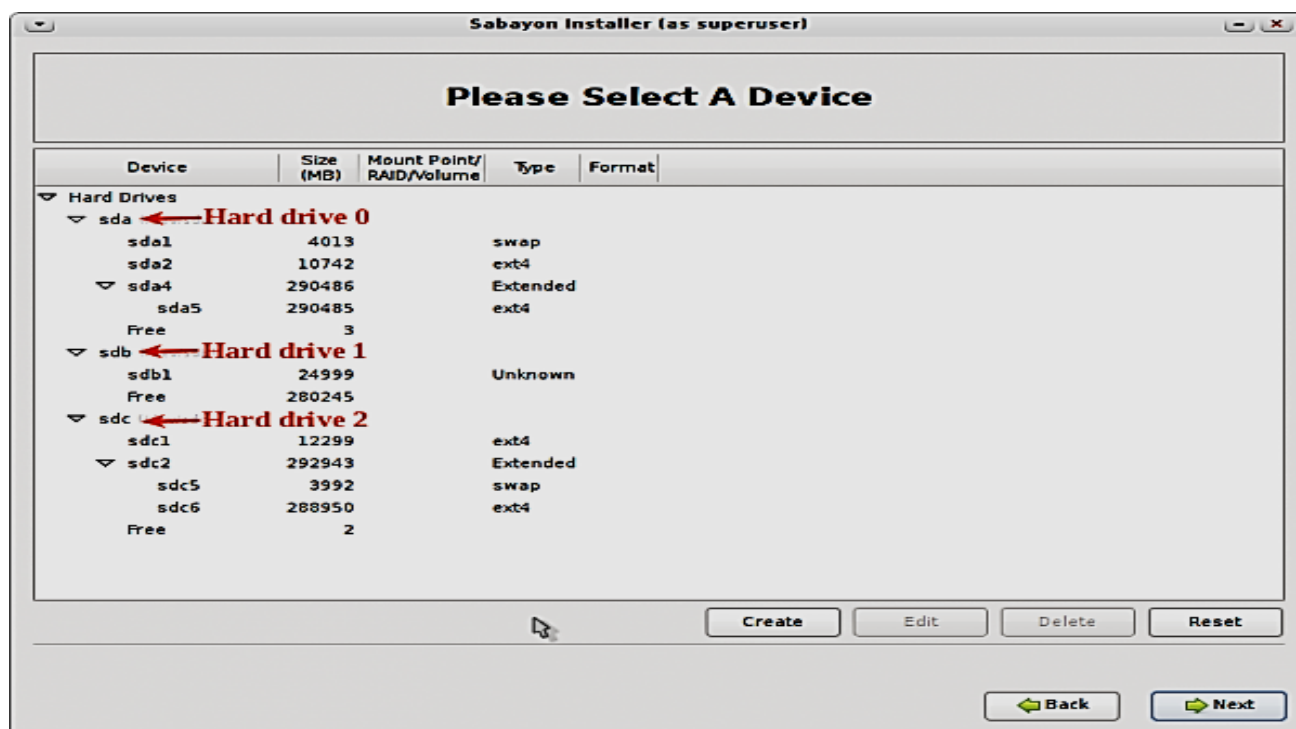 Sabayon Installer (as superuser)
Please Select A Device
Device Size (MB) Mount Point/ RAID/Volume Type Format
Hard Drives
sda Hard drive 0
sda1 4013 swap
sda2 10742 ext4
sda4 290486 Extended
sda5 290485 ext4
Free 3
sdb Hard drive 1
sdb1 24999 Unknown
Free 280245
sdc Hard drive 2
sdc1 12299 ext4
sdc2 292943 Extended
sdc5 3992 swap
sdc6 288950 ext4
Free 2
Create Edit Delete Reset
Back Next